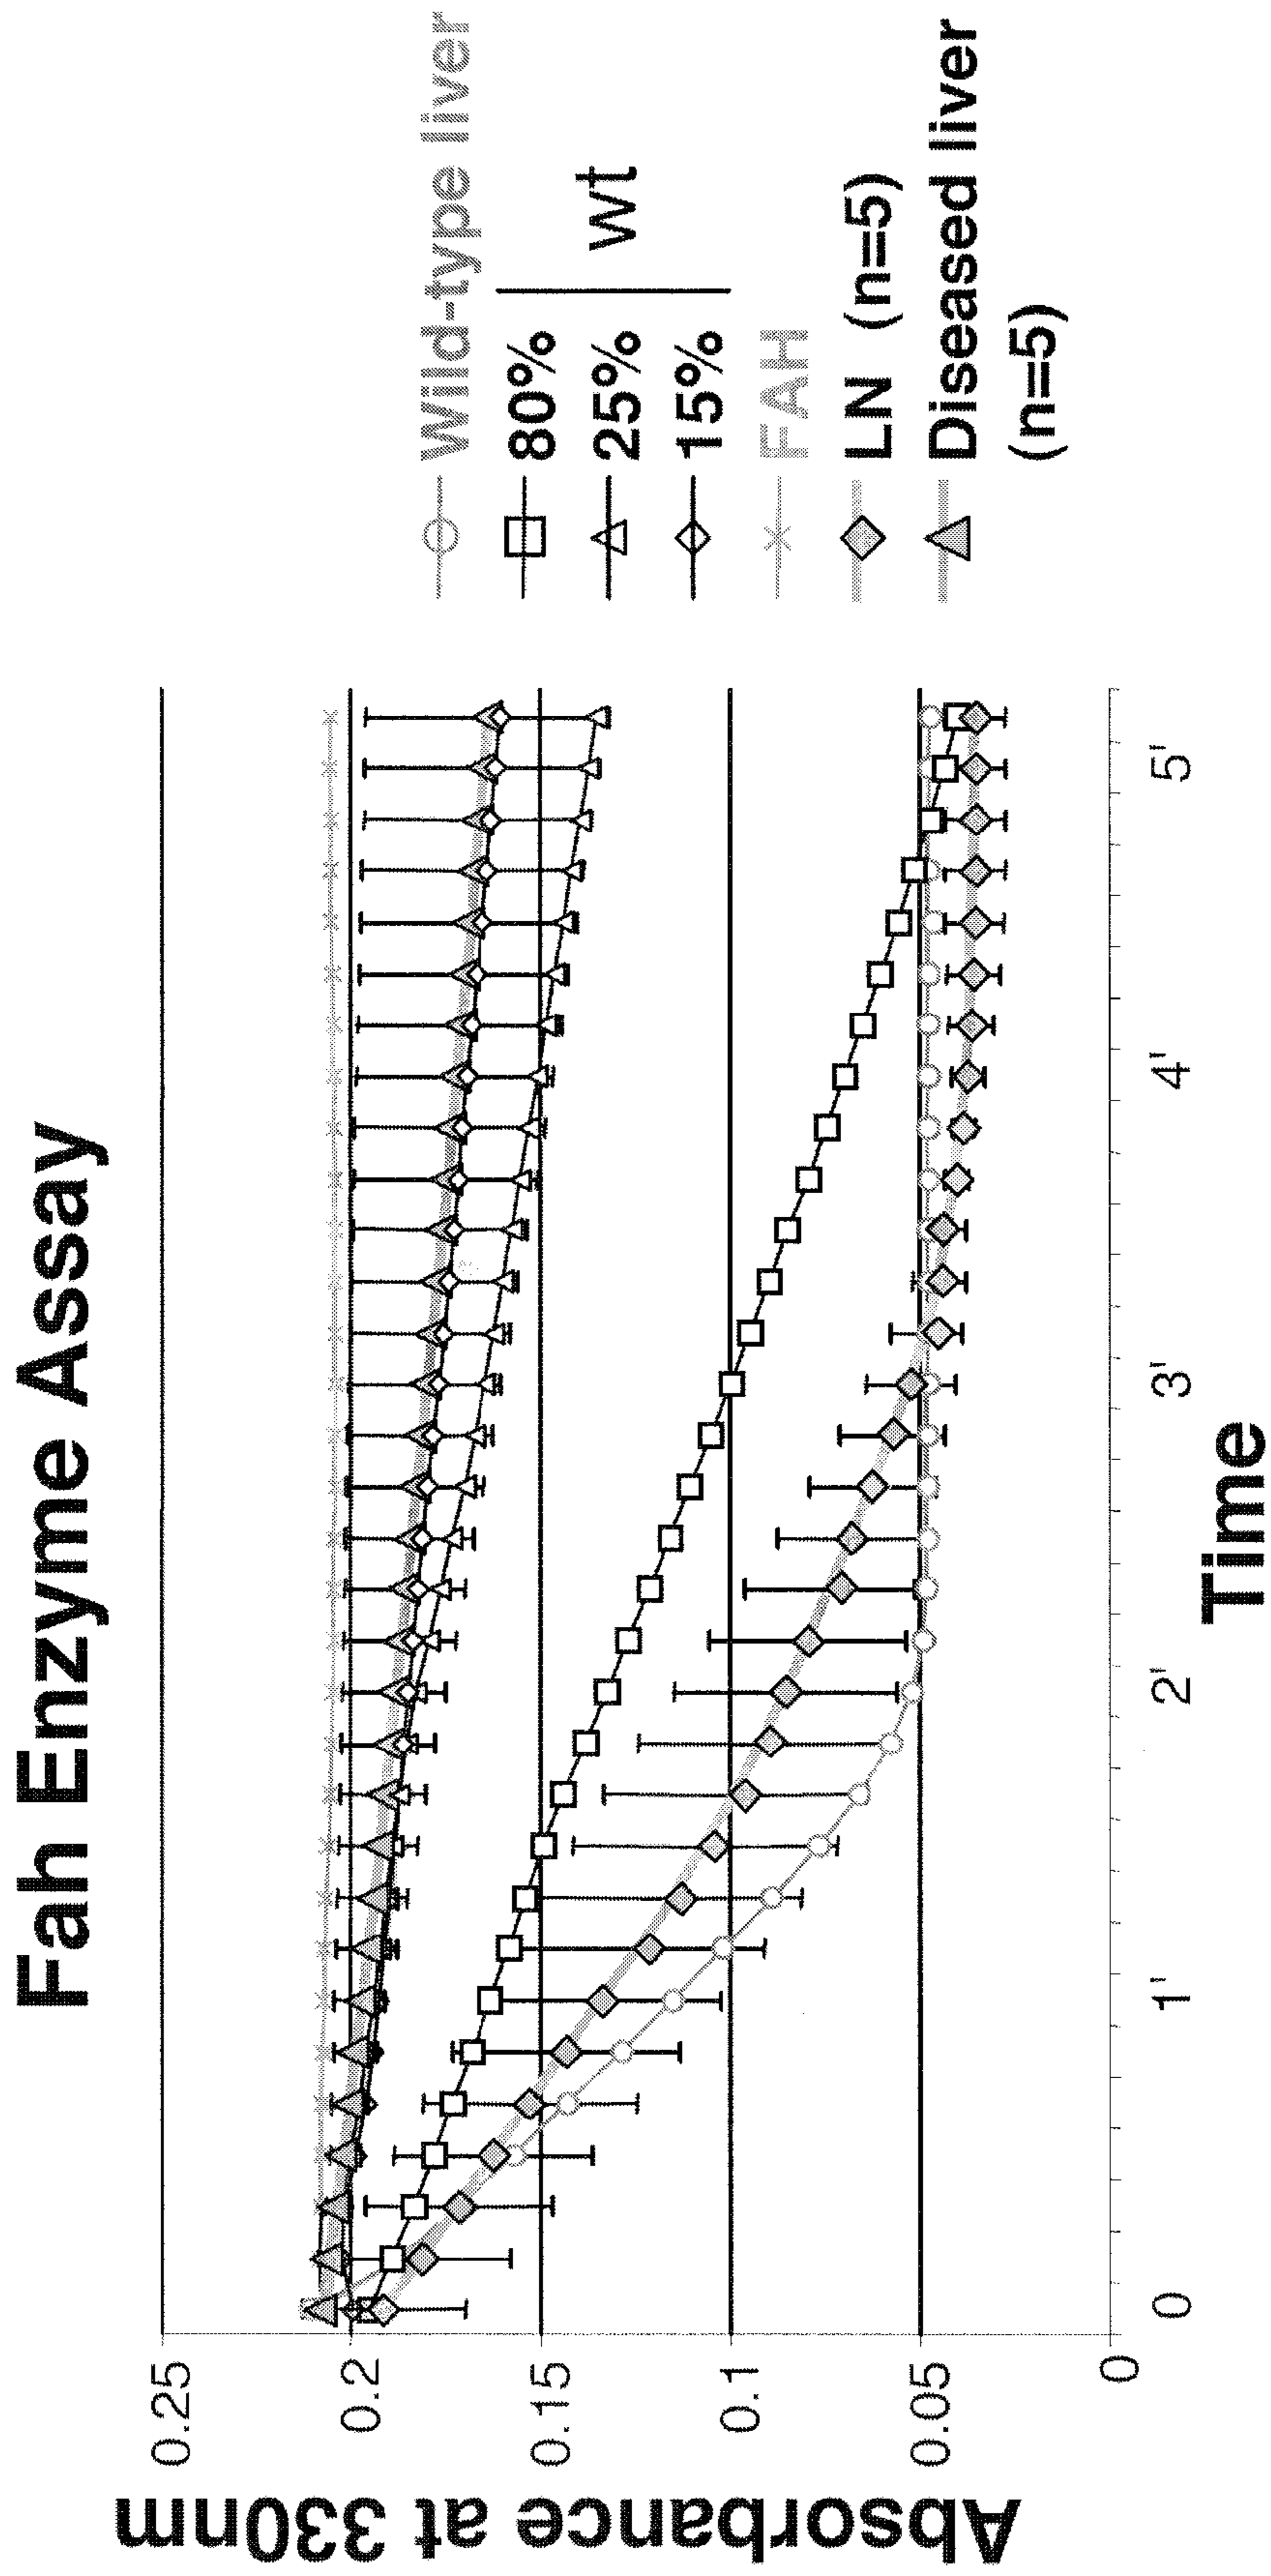 Fah Enzyme Assay
Absorbance at 330nm
0.25
0.2
0.15
0.1
0.05
0
0
1'
2'
3'
4'
5'
Time
Wild-type liver
80%
25%
15%
wt
FAH
LN (n=5)
Diseased liver
(n=5)